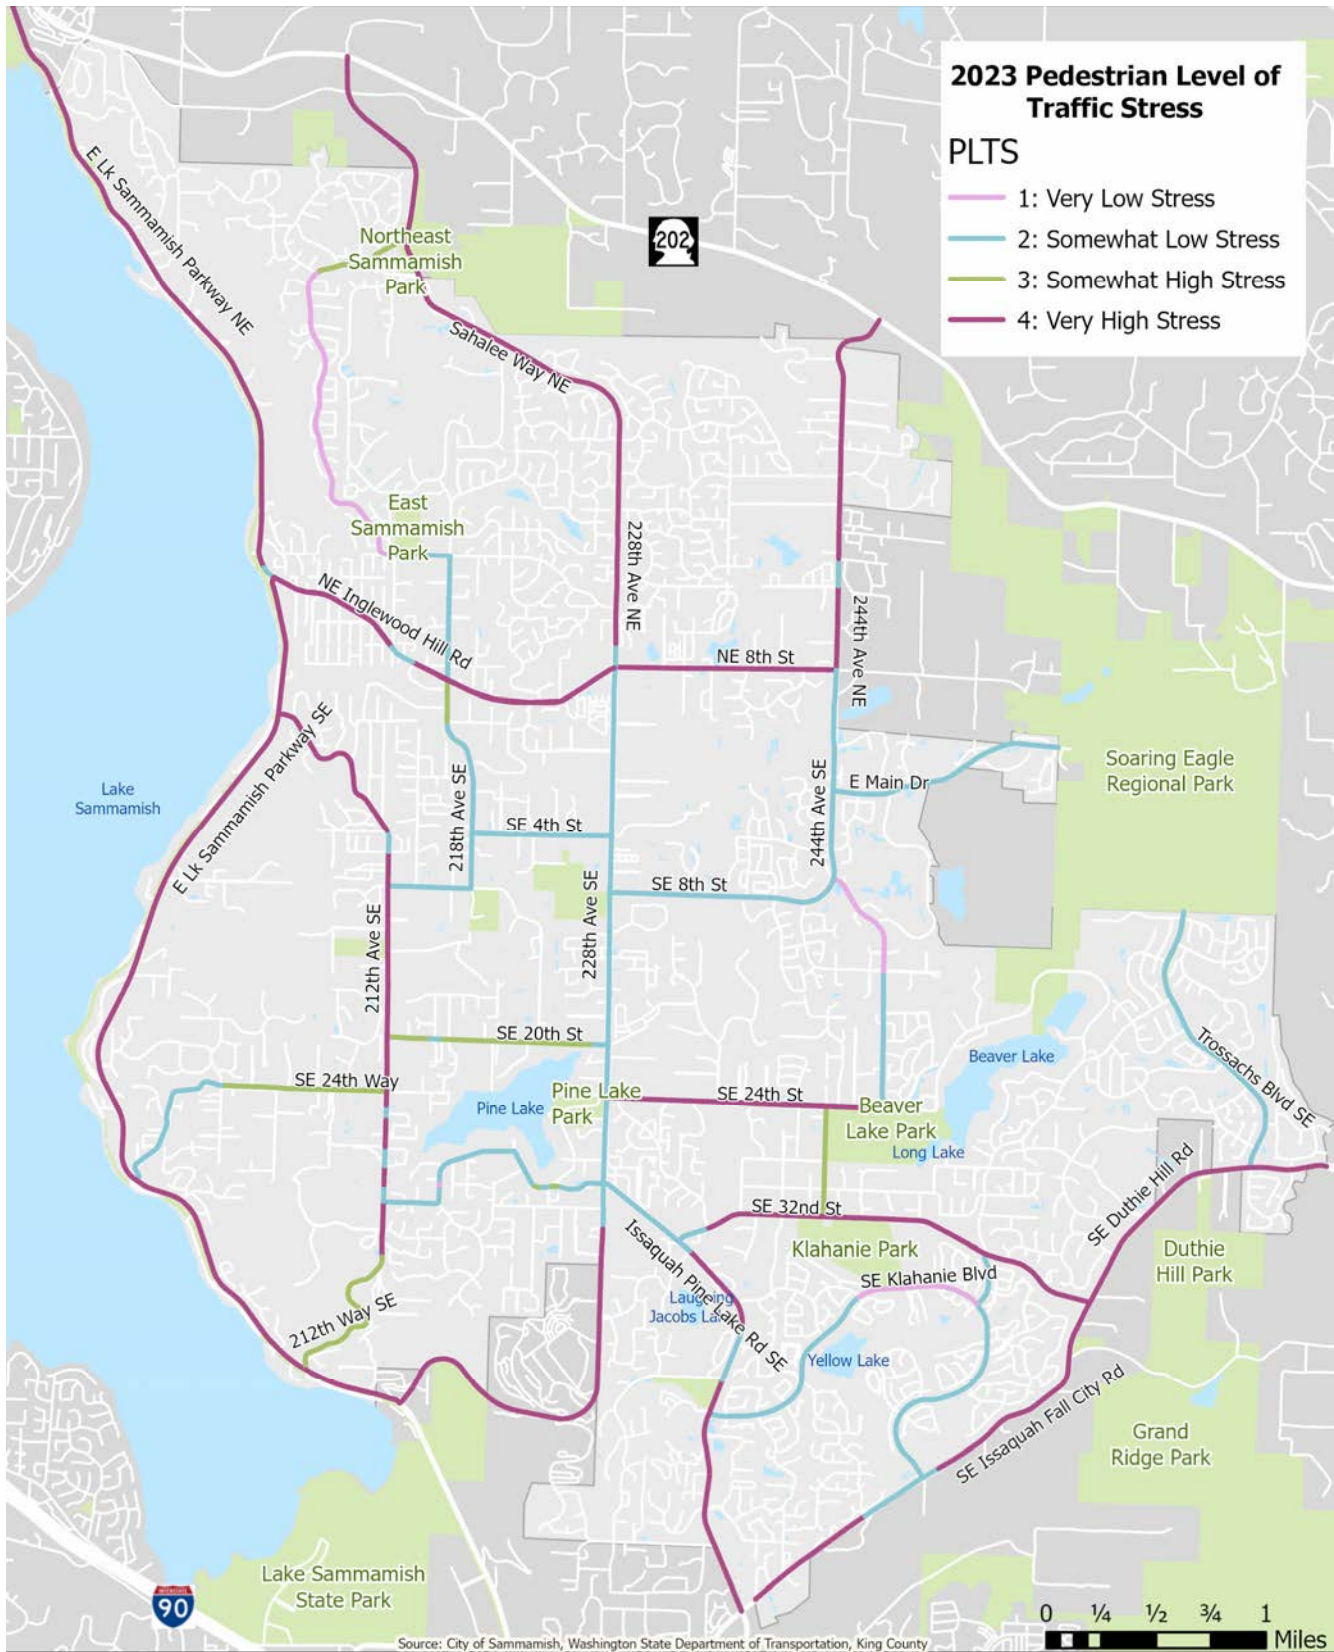 2023 Pedestrian Level of
Traffic Stress
PLTS
1: Very Low Stress
2: Somewhat Low Stress
3: Somewhat High Stress
4: Very High Stress
E Lk Sammamish Parkway NE
202
Northeast
Sammamish
Park
Sahalee Way NE
East
Sammamish
Park
228th Ave NE
NE Inglewood Hill Rd
244th Ave NE
NE 8th St
E Lk Sammamish Parkway SE
Soaring Eagle
Regional Park
Lake
Sammamish
218th Ave SE
244th Ave SE
E Main Dr
SE 4th St
SE 8th St
228th Ave SE
212th Ave SE
SE 20th St
Trossachs Blvd SE
Beaver Lake
SE 24th Way
Pine Lake
Park
SE 24th St
Pine Lake
Beaver
Lake Park
Long Lake
SE Duthie Hill Rd
SE 32nd St
Issaquah Pine Lake Rd SE
Klahanie Park
Duthie
Hill Park
SE Klahanie Blvd
Laughing
Jacobs La
212th Way SE
Yellow Lake
SE Issaquah Fall City Rd
Grand
Ridge Park
Lake Sammamish
State Park
INTERSTATE
90
0 ¼ ½ ¾ 1
Miles
Source: City of Sammamish, Washington State Department of Transportation, King County